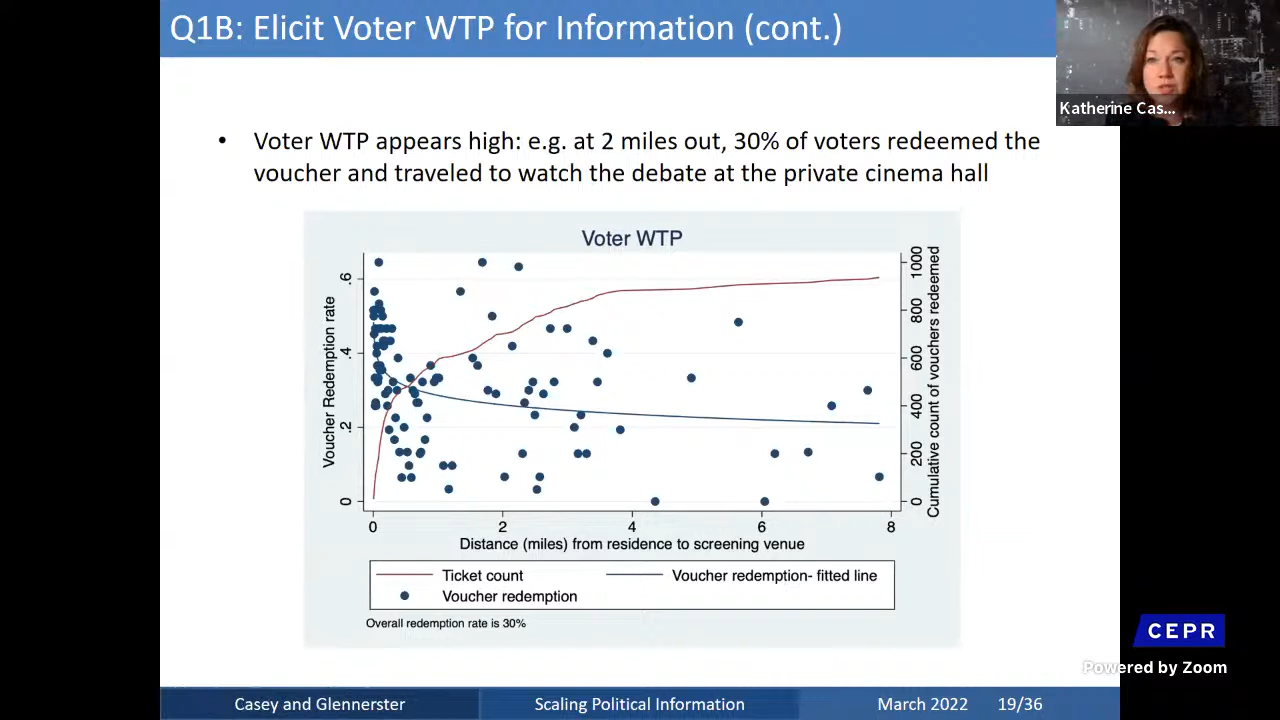 Q1B: Elicit Voter WTP for Information (cont.)
Katherine Cas...
• Voter WTP appears high: e.g. at 2 miles out, 30% of voters redeemed the
voucher and traveled to watch the debate at the private cinema hall
Voter WTP
Voucher Redemption rate
0 .2 .4 .6
Cumulative count of vouchers redeemed
0 200 400 600 800 1000
0 2 4 6 8
Distance (miles) from residence to screening venue
Ticket count
Voucher redemption- fitted line
Voucher redemption
Overall redemption rate is 30%
CEPR
Powered by Zoom
Casey and Glennerster
Scaling Political Information
March 2022 19/36